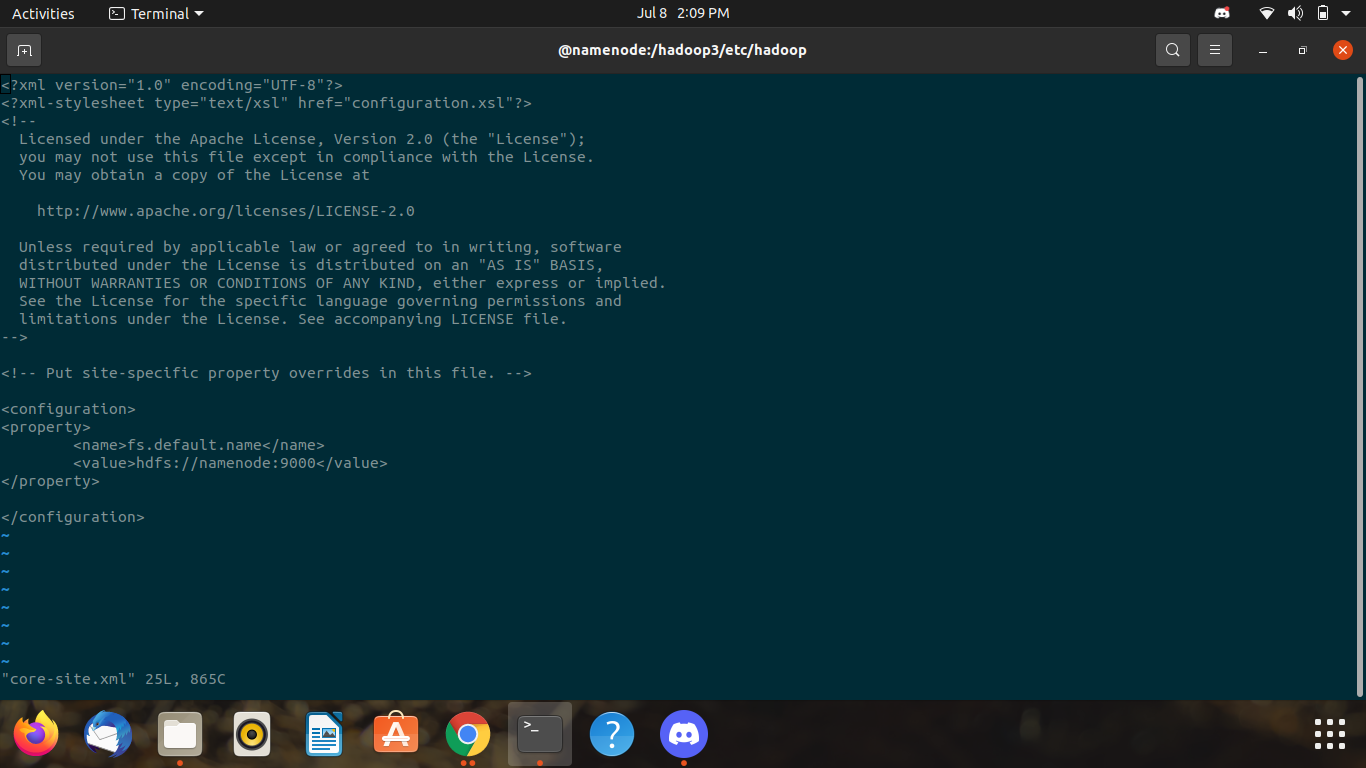 Activities Terminal Jul 8 2:09 PM
@namenode:/hadoop3/etc/hadoop
<?xml version="1.0" encoding="UTF-8"?>
<?xml-stylesheet type="text/xsl" href="configuration.xsl"?>
<!--
  Licensed under the Apache License, Version 2.0 (the "License");
  you may not use this file except in compliance with the License.
  You may obtain a copy of the License at

    http://www.apache.org/licenses/LICENSE-2.0

  Unless required by applicable law or agreed to in writing, software
  distributed under the License is distributed on an "AS IS" BASIS,
  WITHOUT WARRANTIES OR CONDITIONS OF ANY KIND, either express or implied.
  See the License for the specific language governing permissions and
  limitations under the License. See accompanying LICENSE file.
-->

<!-- Put site-specific property overrides in this file. -->

<configuration>
<property>
        <name>fs.default.name</name>
        <value>hdfs://namenode:9000</value>
</property>

</configuration>
~
~
~
~
~
~
~
~
"core-site.xml" 25L, 865C